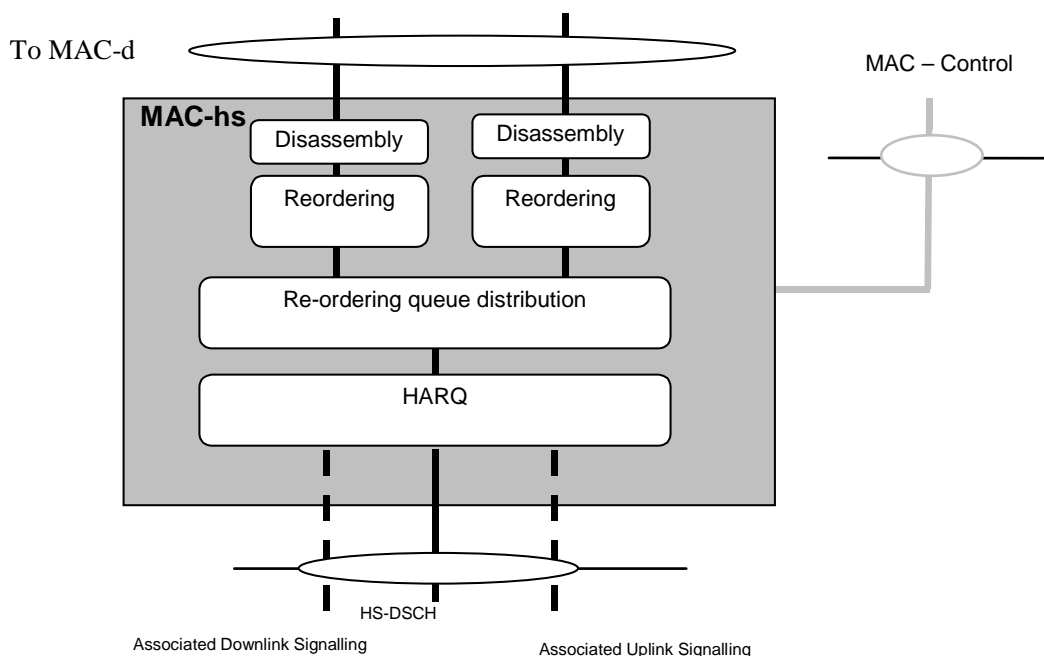 To MAC-d
MAC – Control
MAC-hs
Disassembly
Disassembly
Reordering
Reordering
Re-ordering queue distribution
HARQ
HS-DSCH
Associated Downlink Signalling
Associated Uplink Signalling